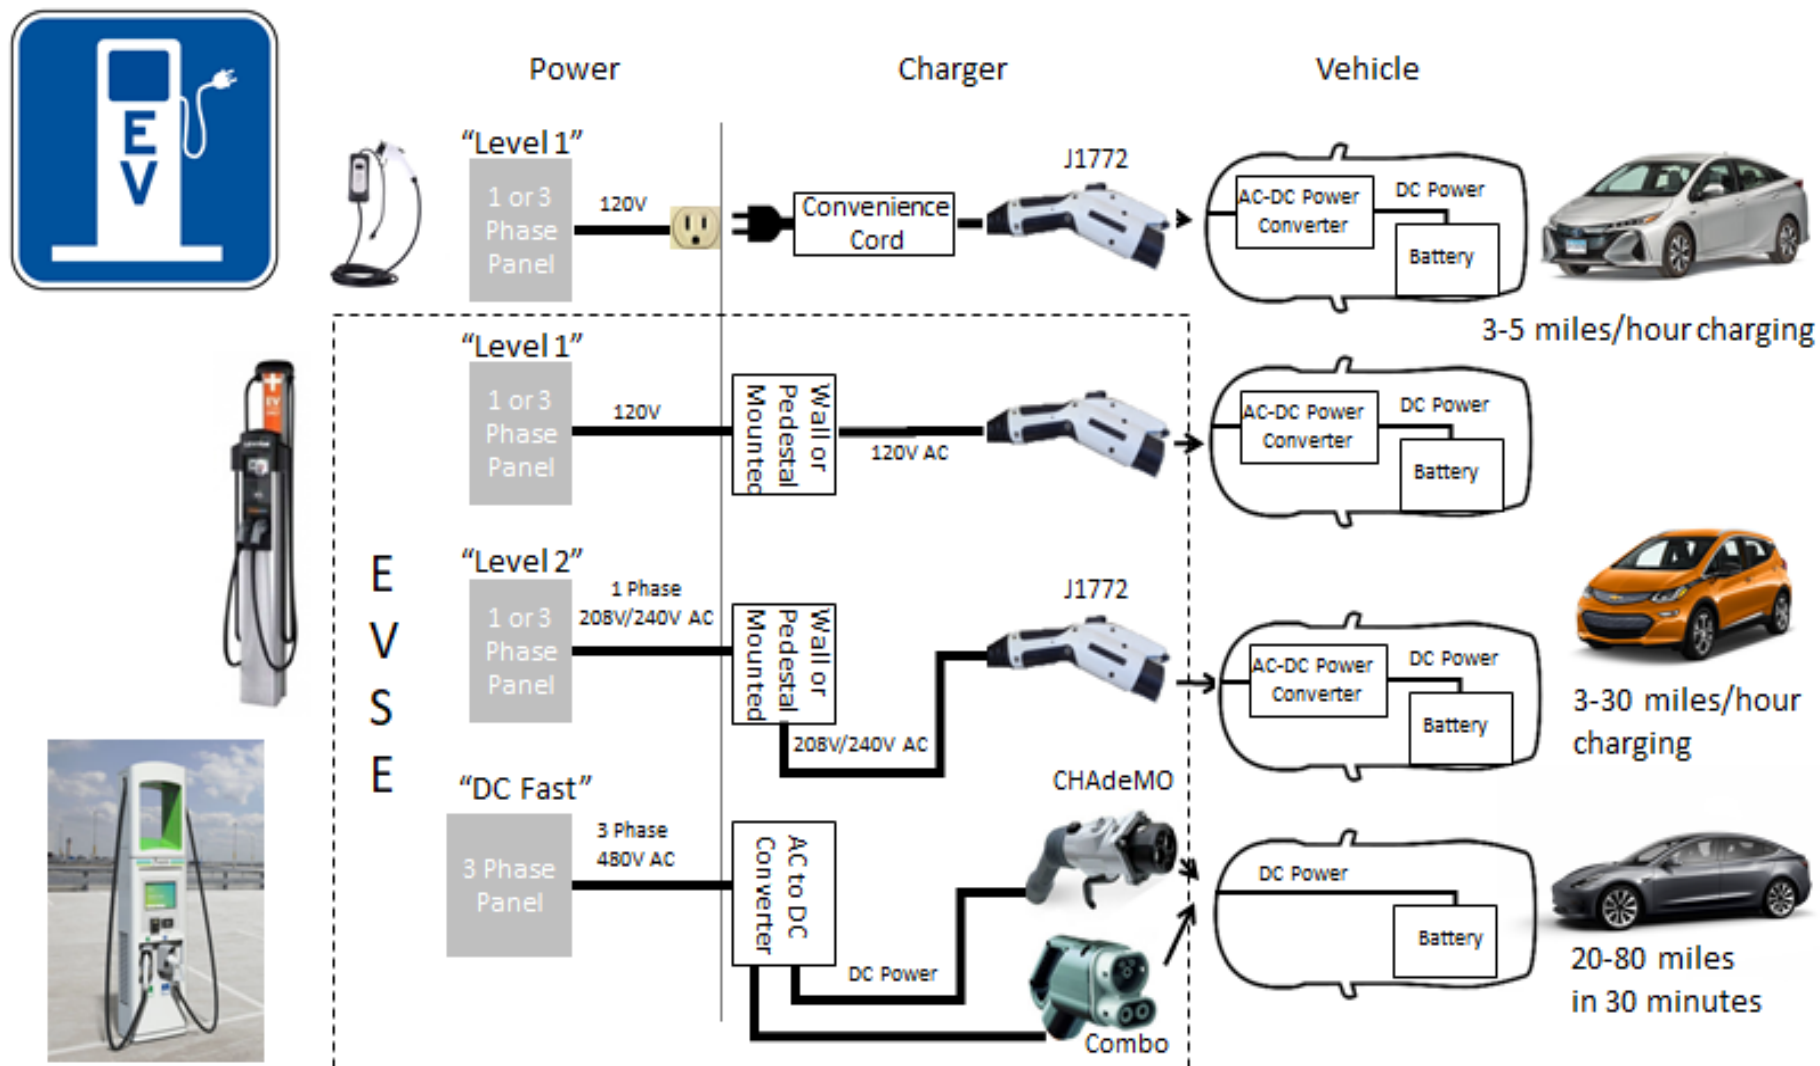 E
V
Power
Charger
Vehicle
“Level 1”
1 or 3
Phase
Panel
120V
Convenience
Cord
J1772
AC-DC Power
Converter
DC Power
Battery
3-5 miles/hour charging
“Level 1”
1 or 3
Phase
Panel
120V
Wall or
Pedestal
Mounted
120V AC
AC-DC Power
Converter
DC Power
Battery
E
V
S
E
“Level 2”
1 or 3
Phase
Panel
1 Phase
208V/240V AC
Wall or
Pedestal
Mounted
208V/240V AC
J1772
AC-DC Power
Converter
DC Power
Battery
3-30 miles/hour
charging
“DC Fast”
3 Phase
Panel
3 Phase
480V AC
AC to DC
Converter
DC Power
CHAdeMO
Combo
DC Power
Battery
20-80 miles
in 30 minutes